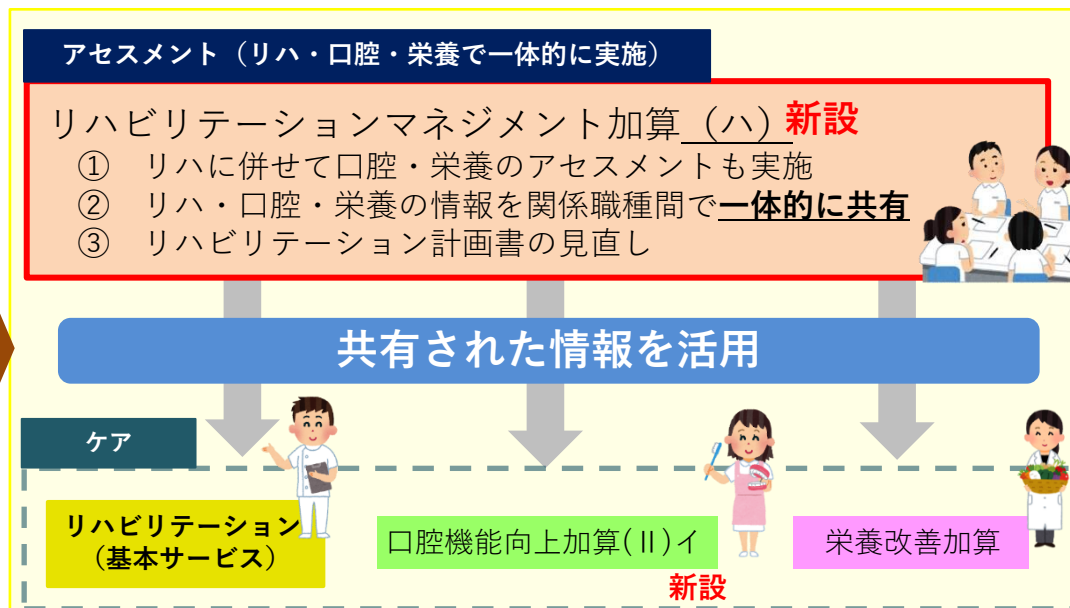 アセスメント（リハ・口腔・栄養で一体的に実施）
リハビリテーションマネジメント加算（ハ）新設
① リハに併せて口腔・栄養のアセスメントも実施
② リハ・口腔・栄養の情報を関係職種間で一体的に共有
③ リハビリテーション計画書の見直し
共有された情報を活用
ケア
リハビリテーション
（基本サービス）
口腔機能向上加算(Ⅱ)イ
新設
栄養改善加算